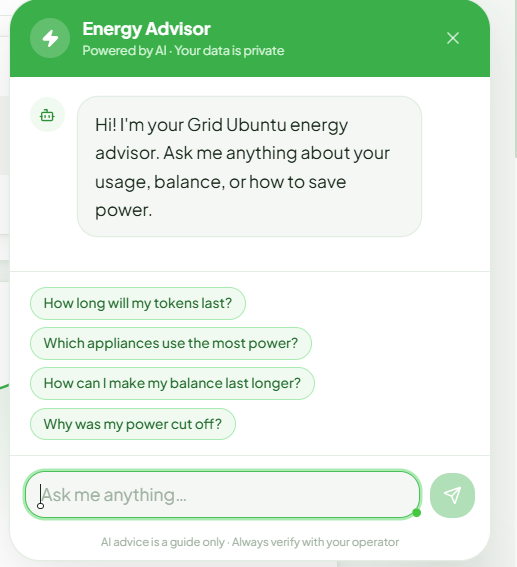 Energy Advisor
Powered by AI · Your data is private
Hi! I'm your Grid Ubuntu energy
advisor. Ask me anything about your
usage, balance, or how to save
power.
How long will my tokens last?
Which appliances use the most power?
How can I make my balance last longer?
Why was my power cut off?
Ask me anything...
AI advice is a guide only · Always verify with your operator